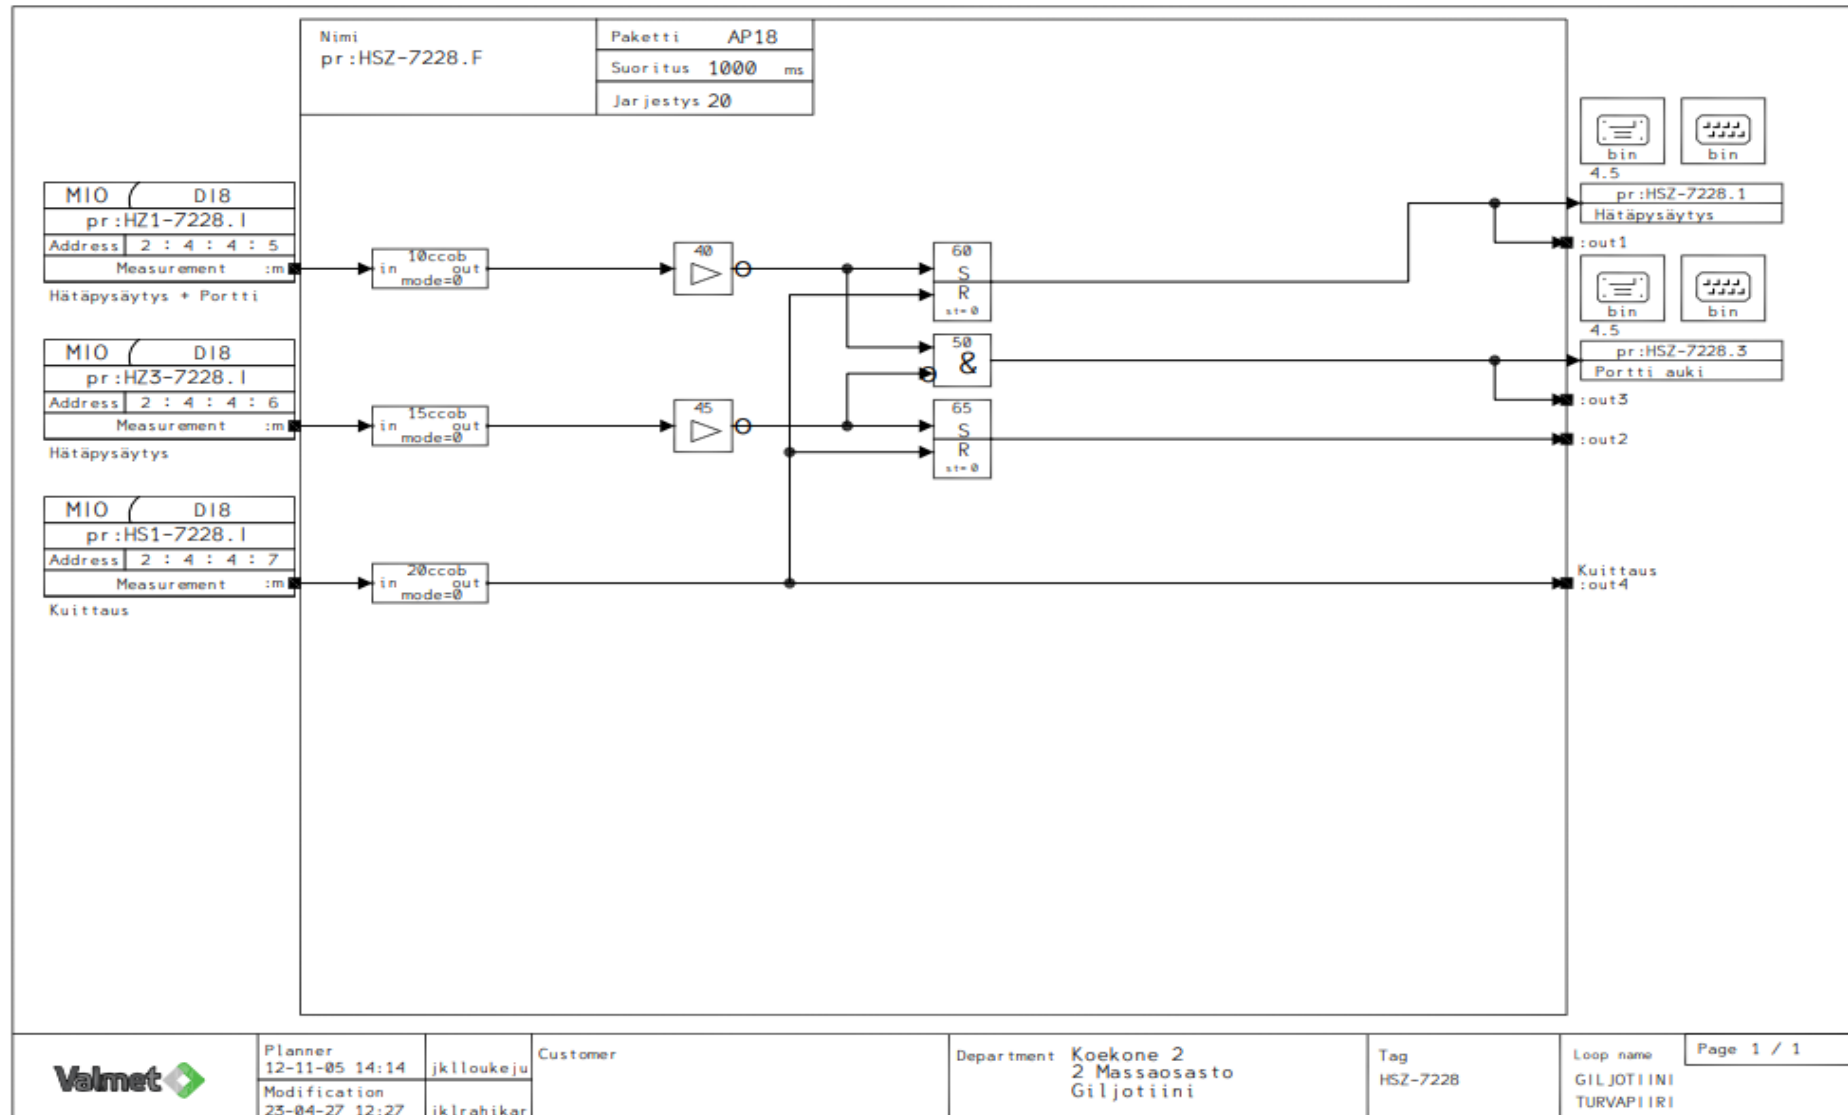 Nimi
pr:HSZ-7228.F
Paketti AP18
Suoritus 1000 ms
Jarjestys 20
bin bin
4.5
pr:HSZ-7228.1
Hätäpysäytys
:out1
MIO DI8
pr:HZ1-7228.I
Address 2 : 4 : 4 : 5
Measurement :m
Hätäpysäytys + Portti
10ccob
in out
mode=0
40
60
S
R
st=0
bin bin
4.5
pr:HSZ-7228.3
Portti auki
:out3
MIO DI8
pr:HZ3-7228.I
Address 2 : 4 : 4 : 6
Measurement :m
Hätäpysäytys
15ccob
in out
mode=0
45
50
&
65
S
R
st=0
:out2
MIO DI8
pr:HS1-7228.I
Address 2 : 4 : 4 : 7
Measurement :m
Kuittaus
20ccob
in out
mode=0
Kuittaus
:out4
Valmet
Planner
12-11-05 14:14 jklloukeju
Modification
23-04-27 12:27 jklrahikar
Customer
Department Koekone 2
2 Massaosasto
Giljotiini
Tag
HSZ-7228
Loop name
GILJOTIINI
TURVAPIIRI
Page 1 / 1